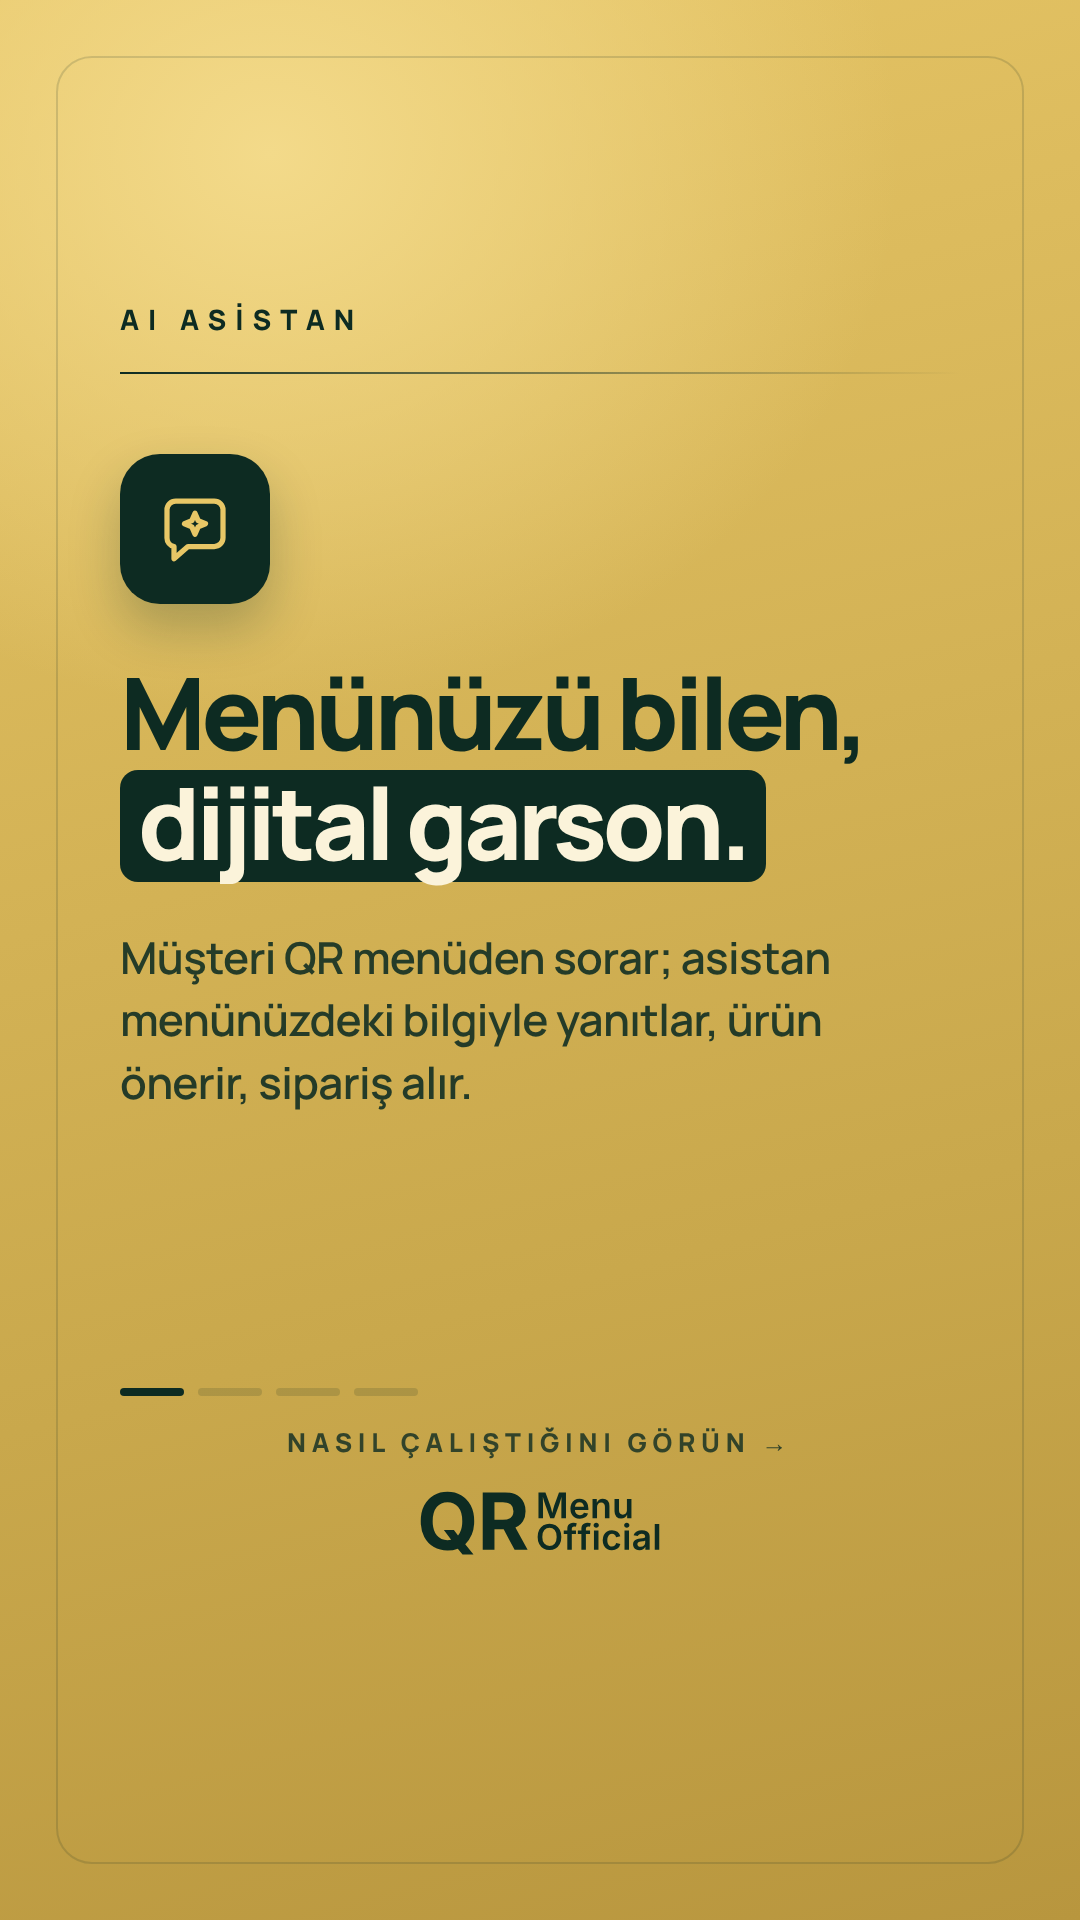 AI ASİSTAN
Menünüzü bilen,
dijital garson.
Müşteri QR menüden sorar; asistan
menünüzdeki bilgiyle yanıtlar, ürün
önerir, sipariş alır.
NASIL ÇALIŞTIĞINI GÖRÜN →
QR Menu
Official